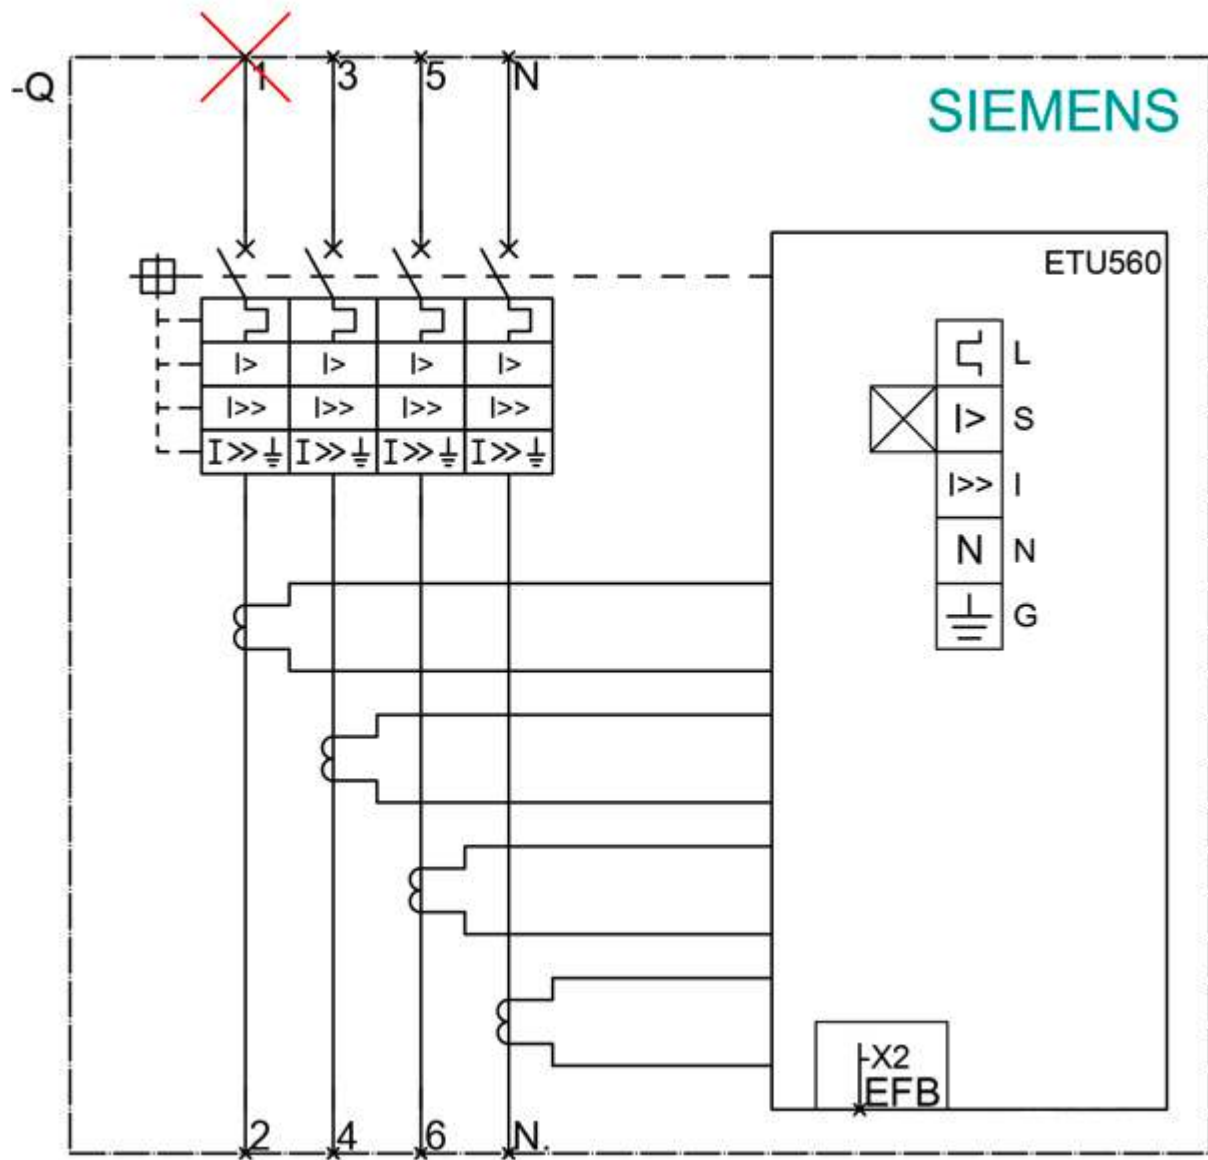 1 3 5 N
-Q
SIEMENS
ETU560
L
I> I> I> I> I> S
I>> I>> I>> I>> I>> I
I>> I>> I>> I>>
N N
G
-X2
EFB
2 4 6 N.